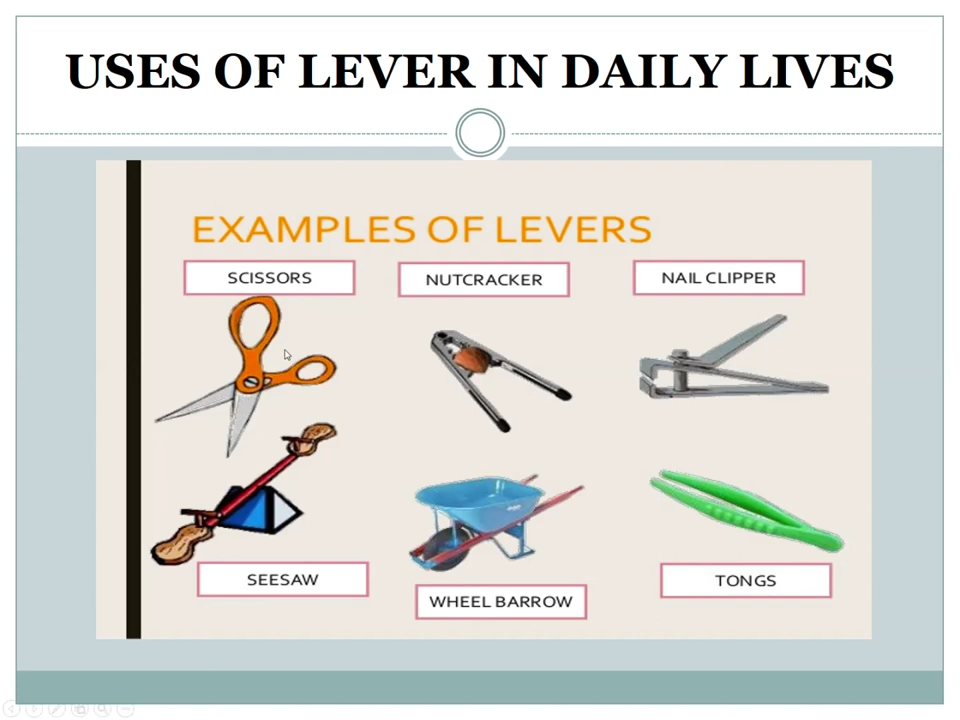 USES OF LEVER IN DAILY LIVES
EXAMPLES OF LEVERS
SCISSORS
NUTCRACKER
NAIL CLIPPER
SEESAW
WHEEL BARROW
TONGS